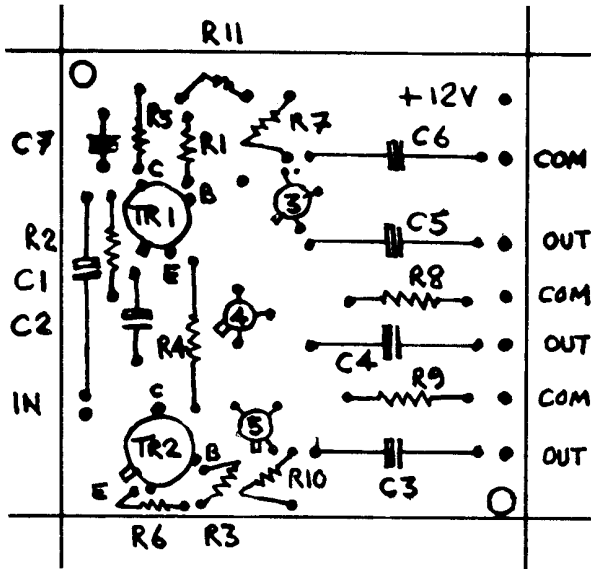 R11
+12V
C7
R5
R1
R7
C6
COM
C
B
3
TR1
R2
C5
OUT
E
C1
R8
COM
C2
4
R4
C4
OUT
R9
IN
C
COM
5
TR2
B
OUT
E
R10
C3
R6
R3